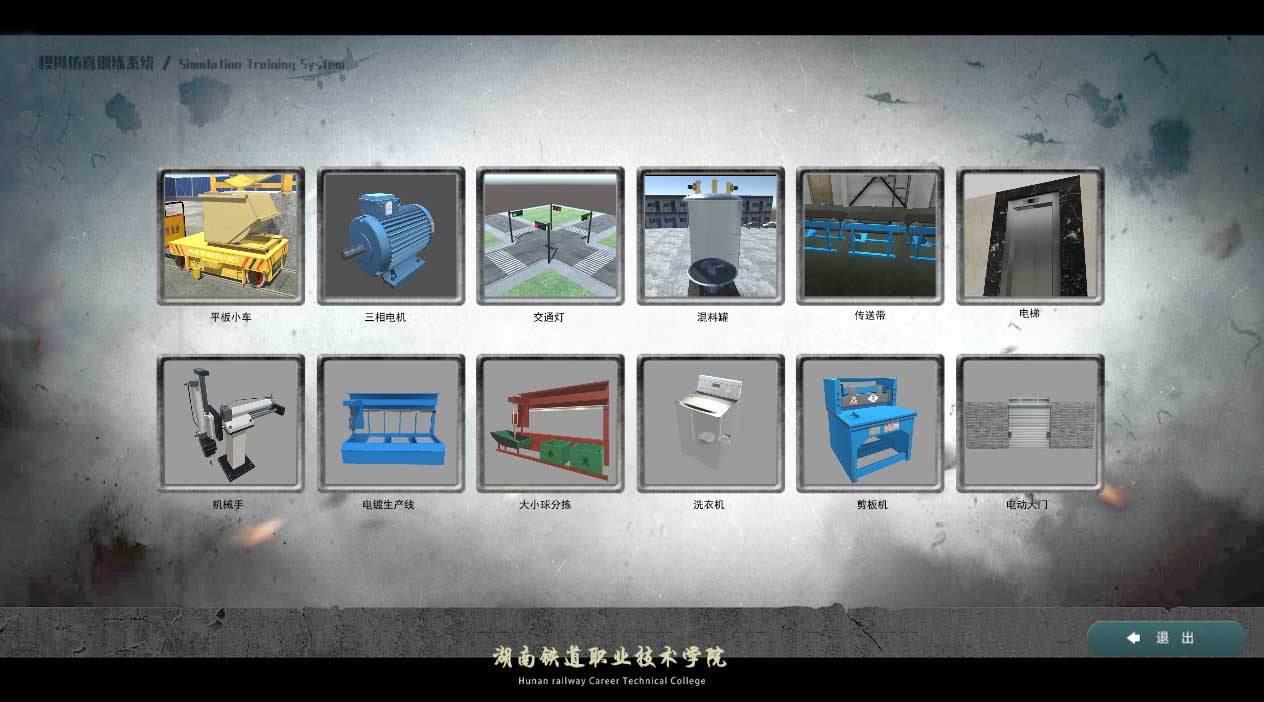 模拟仿真训练系统 / Simulation Training System
平板小车
三相电机
交通灯
混料罐
传送带
电梯
小
大
机械手
电镀生产线
大小球分拣
洗衣机
剪板机
电动大门
退 出
湖南铁道职业技术学院
Hunan railway Career Technical College